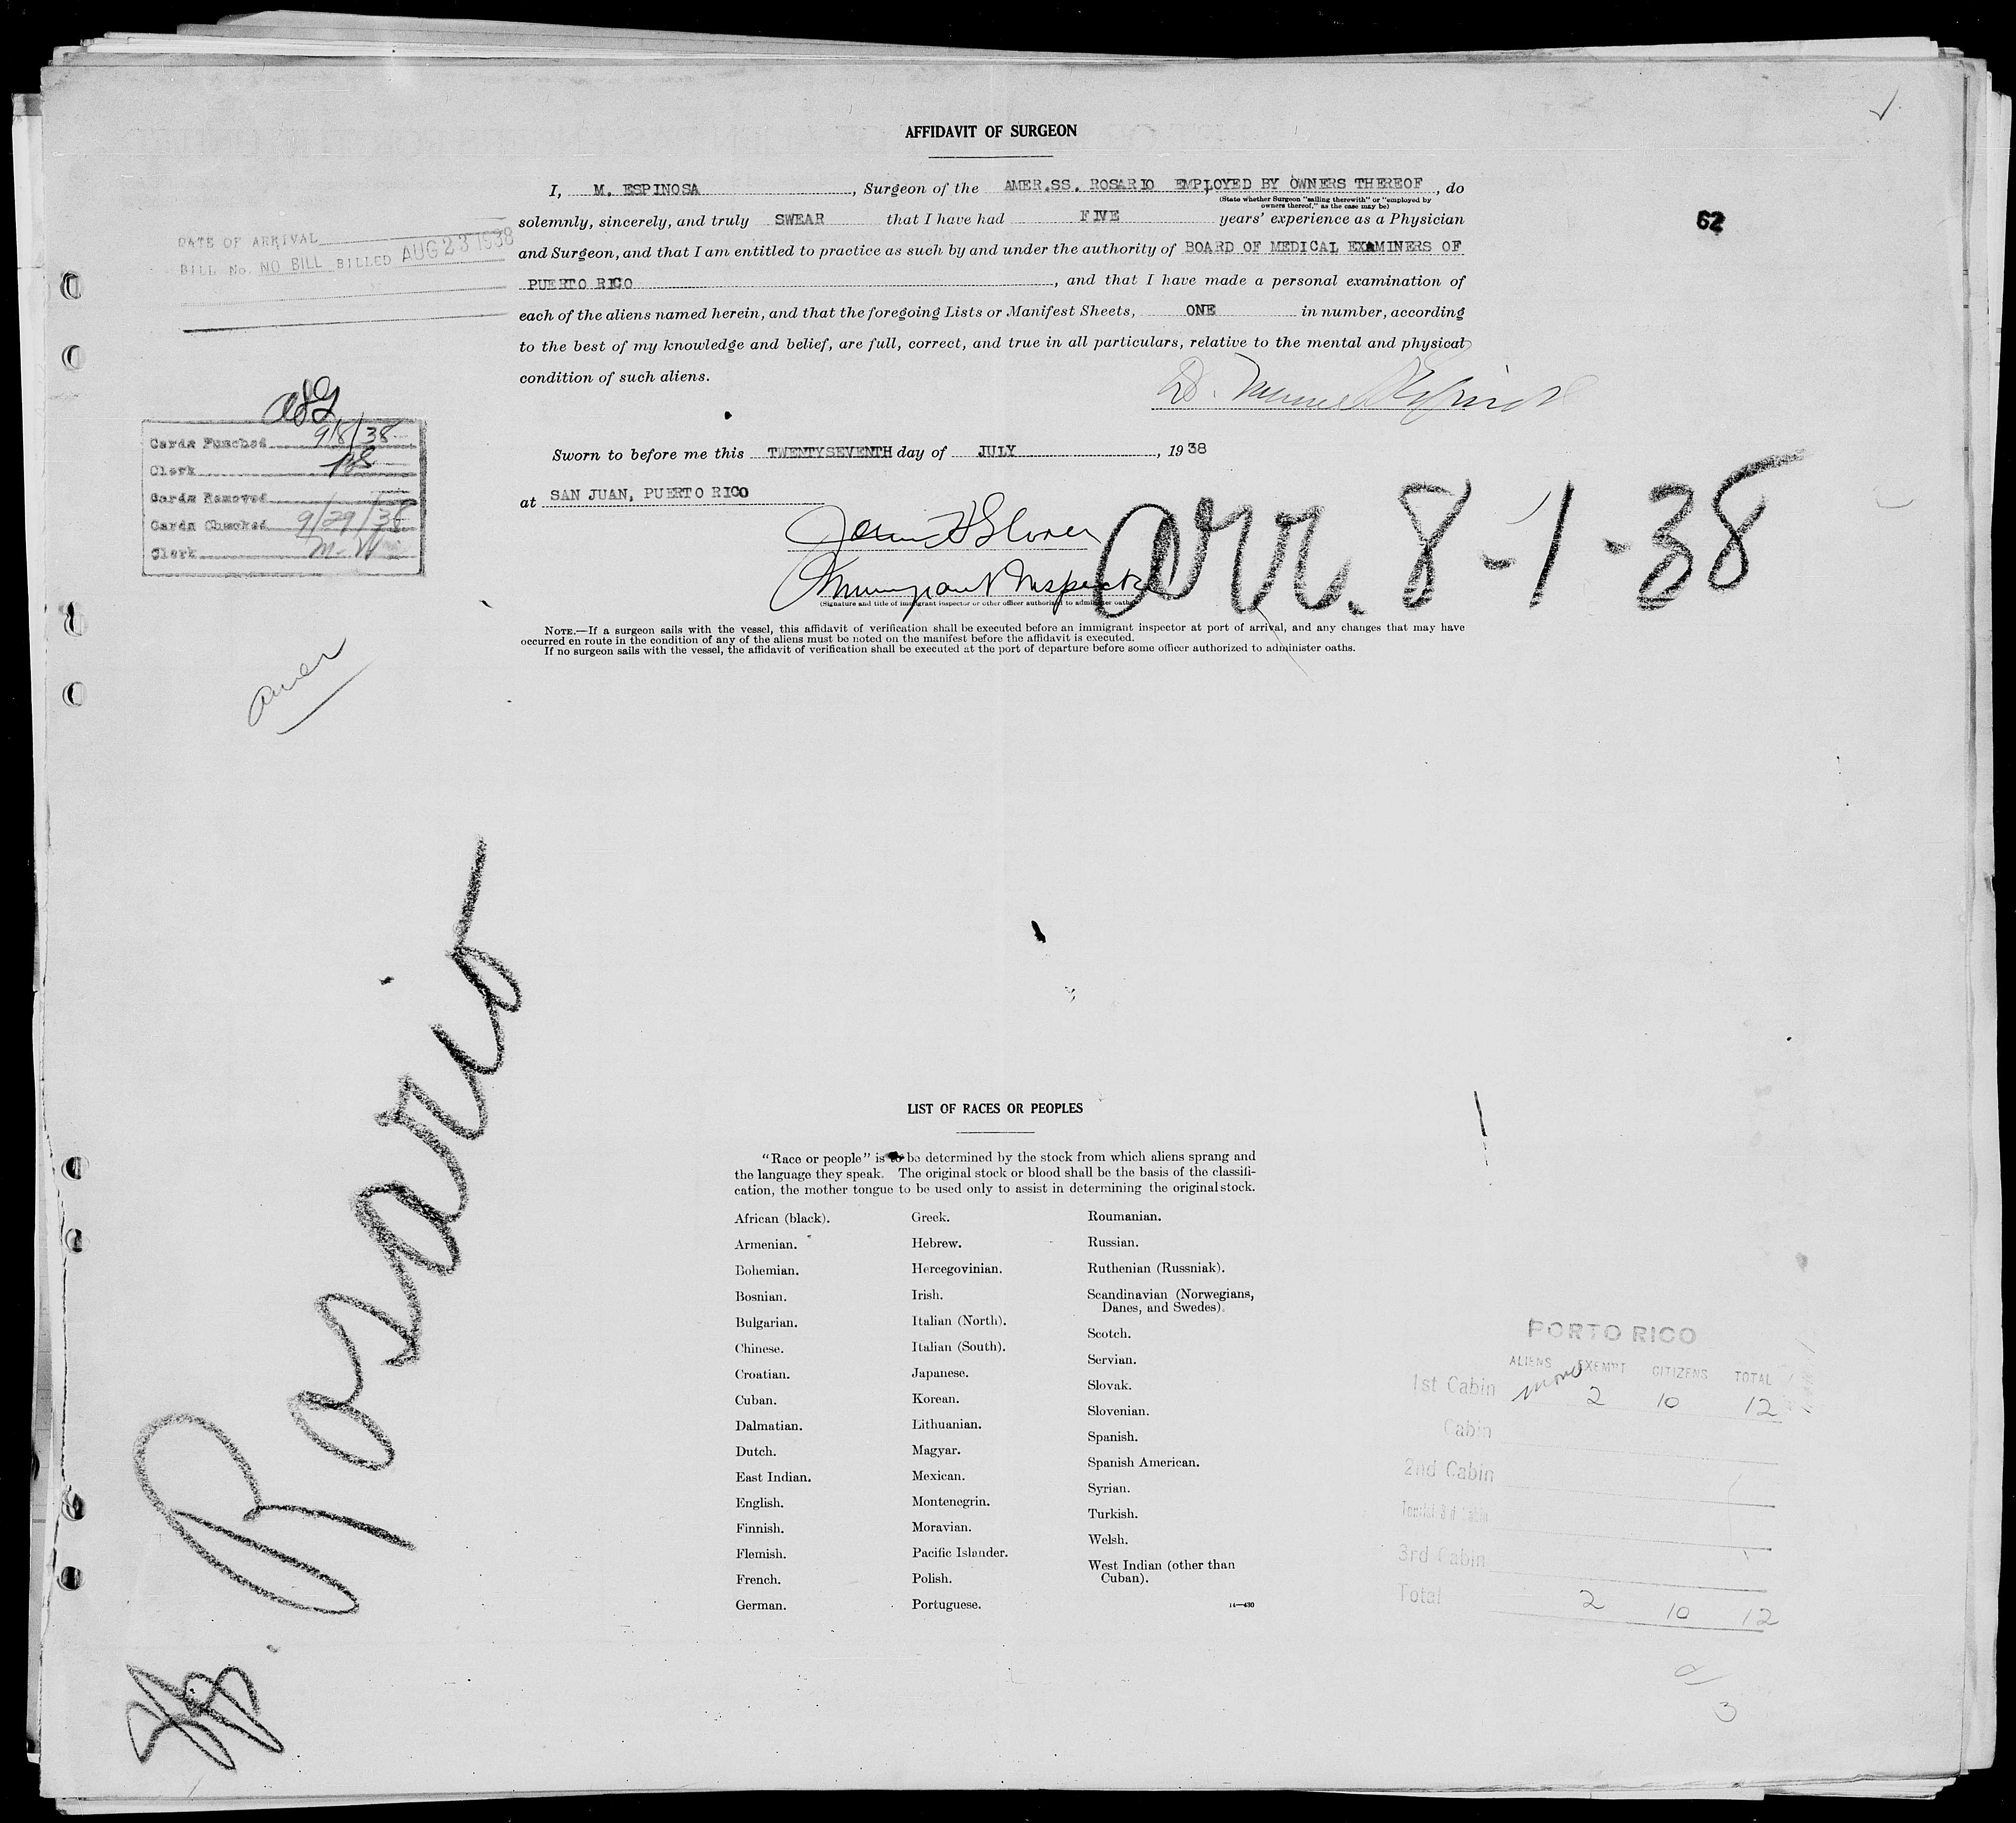 AFFIDAVIT OF SURGEON
I, M. ESPINOSA, Surgeon of the AMER.SS. ROSARIO EMPLOYED BY OWNERS THEREOF, do
(State whether Surgeon "sailing therewith" or "employed by
owners thereof," as the case may be)
solemnly, sincerely, and truly SWEAR that I have had FIVE years' experience as a Physician
and Surgeon, and that I am entitled to practice as such by and under the authority of BOARD OF MEDICAL EXAMINERS OF
PUERTO RICO, and that I have made a personal examination of
each of the aliens named herein, and that the foregoing Lists or Manifest Sheets, ONE in number, according
to the best of my knowledge and belief, are full, correct, and true in all particulars, relative to the mental and physical
condition of such aliens.
62
DATE OF ARRIVAL
BILL No. NO BILL BILLED AUG 23 1938
Cards Punched 9/8/38
Clerk
Cards Removed
Cards Checked 9/29/38
Clerk M.W
Sworn to before me this TWENTYSEVENTH day of JULY, 1938
at SAN JUAN, PUERTO RICO
Immigrant Inspector
(Signature and title of immigrant inspector or other officer authorized to administer oaths)
arr. 8-1-38
NOTE.—If a surgeon sails with the vessel, this affidavit of verification shall be executed before an immigrant inspector at port of arrival, and any changes that may have
occurred en route in the condition of any of the aliens must be noted on the manifest before the affidavit is executed.
If no surgeon sails with the vessel, the affidavit of verification shall be executed at the port of departure before some officer authorized to administer oaths.
amer
Rosario
LIST OF RACES OR PEOPLES
"Race or people" is to be determined by the stock from which aliens sprang and
the language they speak. The original stock or blood shall be the basis of the classifi-
cation, the mother tongue to be used only to assist in determining the original stock.
African (black).
Armenian.
Bohemian.
Bosnian.
Bulgarian.
Chinese.
Croatian.
Cuban.
Dalmatian.
Dutch.
East Indian.
English.
Finnish.
Flemish.
French.
German.
Greek.
Hebrew.
Hercegovinian.
Irish.
Italian (North).
Italian (South).
Japanese.
Korean.
Lithuanian.
Magyar.
Mexican.
Montenegrin.
Moravian.
Pacific Islander.
Polish.
Portuguese.
Roumanian.
Russian.
Ruthenian (Russniak).
Scandinavian (Norwegians,
Danes, and Swedes).
Scotch.
Servian.
Slovak.
Slovenian.
Spanish.
Spanish American.
Syrian.
Turkish.
Welsh.
West Indian (other than
Cuban).
14—430
PORTO RICO
ALIENS EXEMPT CITIZENS TOTAL
1st Cabin none 2 10 12
Cabin
2nd Cabin
Tourist 3d Cabin
3rd Cabin
Total 2 10 12
3